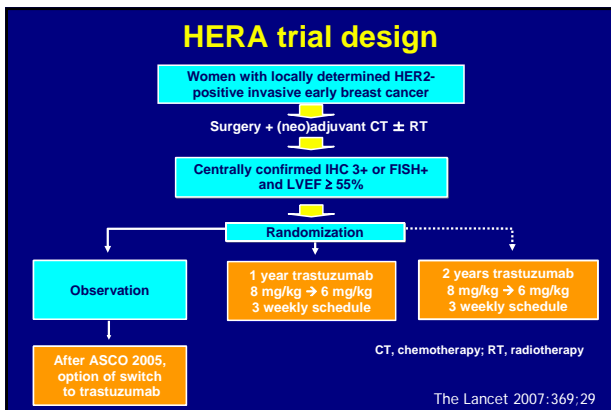 HERA trial design
Women with locally determined HER2-
positive invasive early breast cancer
Surgery + (neo)adjuvant CT ± RT
Centrally confirmed IHC 3+ or FISH+
and LVEF ≥ 55%
Randomization
Observation
1 year trastuzumab
8 mg/kg → 6 mg/kg
3 weekly schedule
2 years trastuzumab
8 mg/kg → 6 mg/kg
3 weekly schedule
After ASCO 2005,
option of switch
to trastuzumab
CT, chemotherapy; RT, radiotherapy
The Lancet 2007:369;29